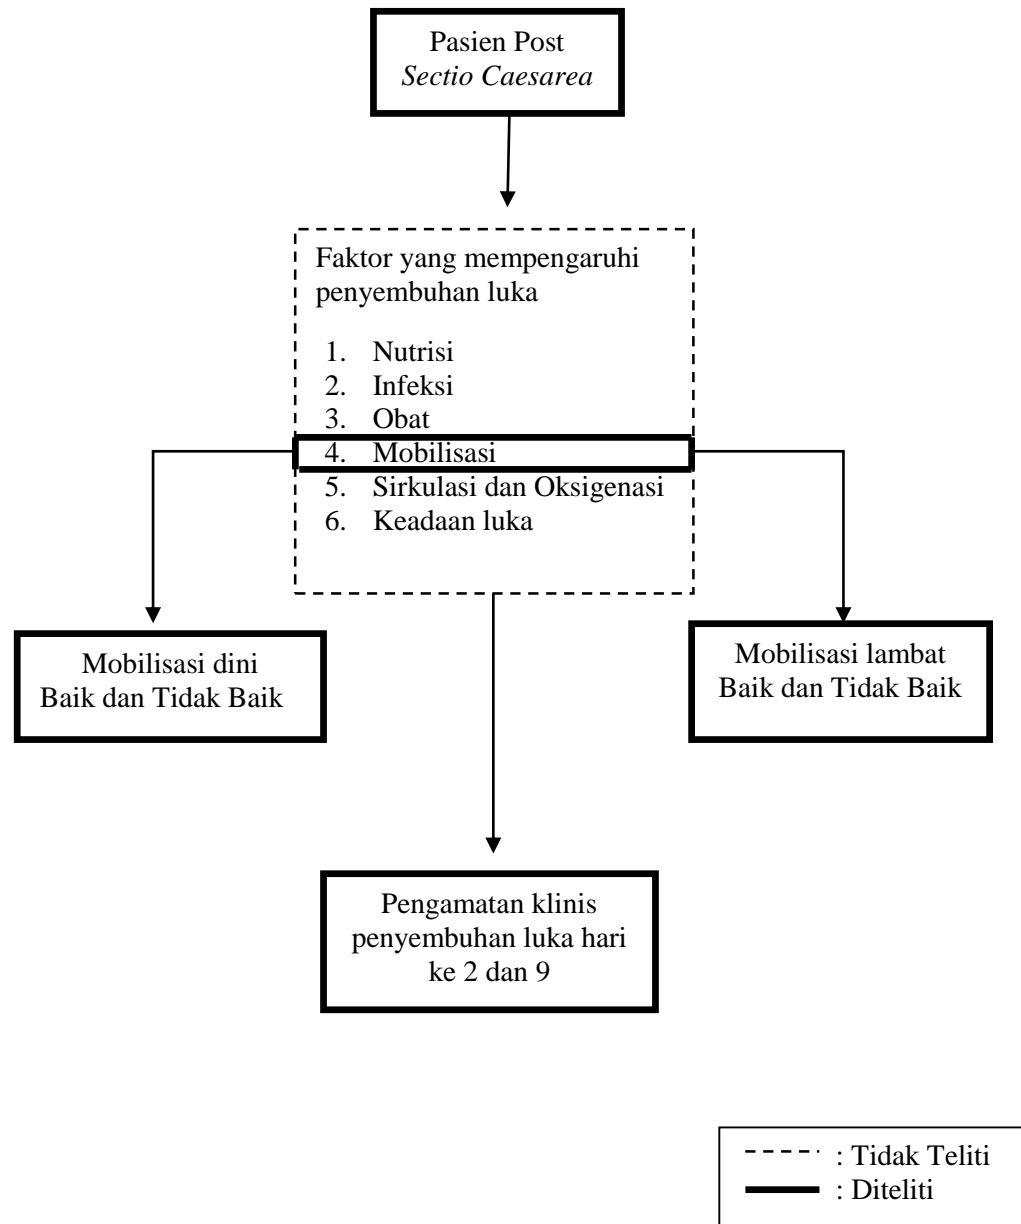 Pasien Post
Sectio Caesarea
Faktor yang mempengaruhi
penyembuhan luka
1. Nutrisi
2. Infeksi
3. Obat
4. Mobilisasi
5. Sirkulasi dan Oksigenasi
6. Keadaan luka
Mobilisasi dini
Baik dan Tidak Baik
Mobilisasi lambat
Baik dan Tidak Baik
Pengamatan klinis
penyembuhan luka hari
ke 2 dan 9
: Tidak Teliti
: Diteliti